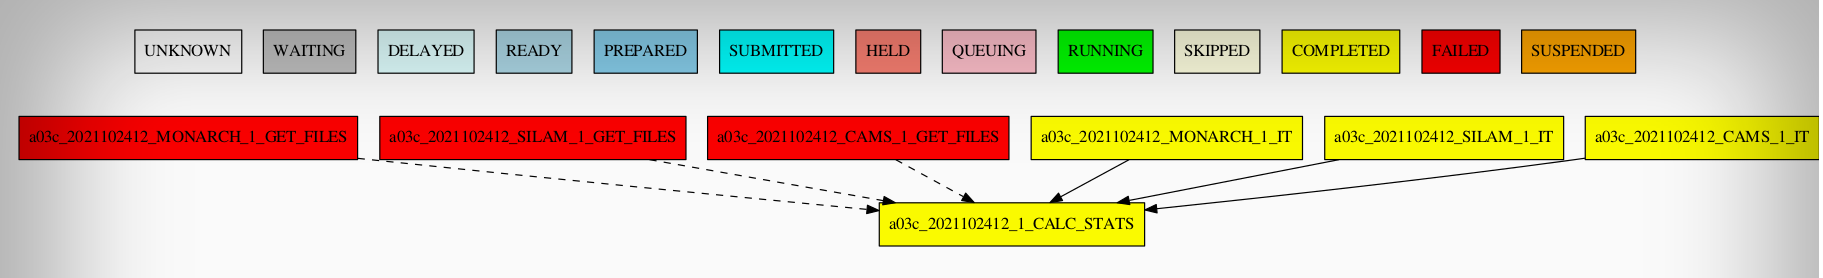 UNKNOWN
WAITING
DELAYED
READY
PREPARED
SUBMITTED
HELD
QUEUING
RUNNING
SKIPPED
COMPLETED
FAILED
SUSPENDED
a03c_2021102412_MONARCH_1_GET_FILES
a03c_2021102412_SILAM_1_GET_FILES
a03c_2021102412_CAMS_1_GET_FILES
a03c_2021102412_MONARCH_1_IT
a03c_2021102412_SILAM_1_IT
a03c_2021102412_CAMS_1_IT
a03c_2021102412_1_CALC_STATS